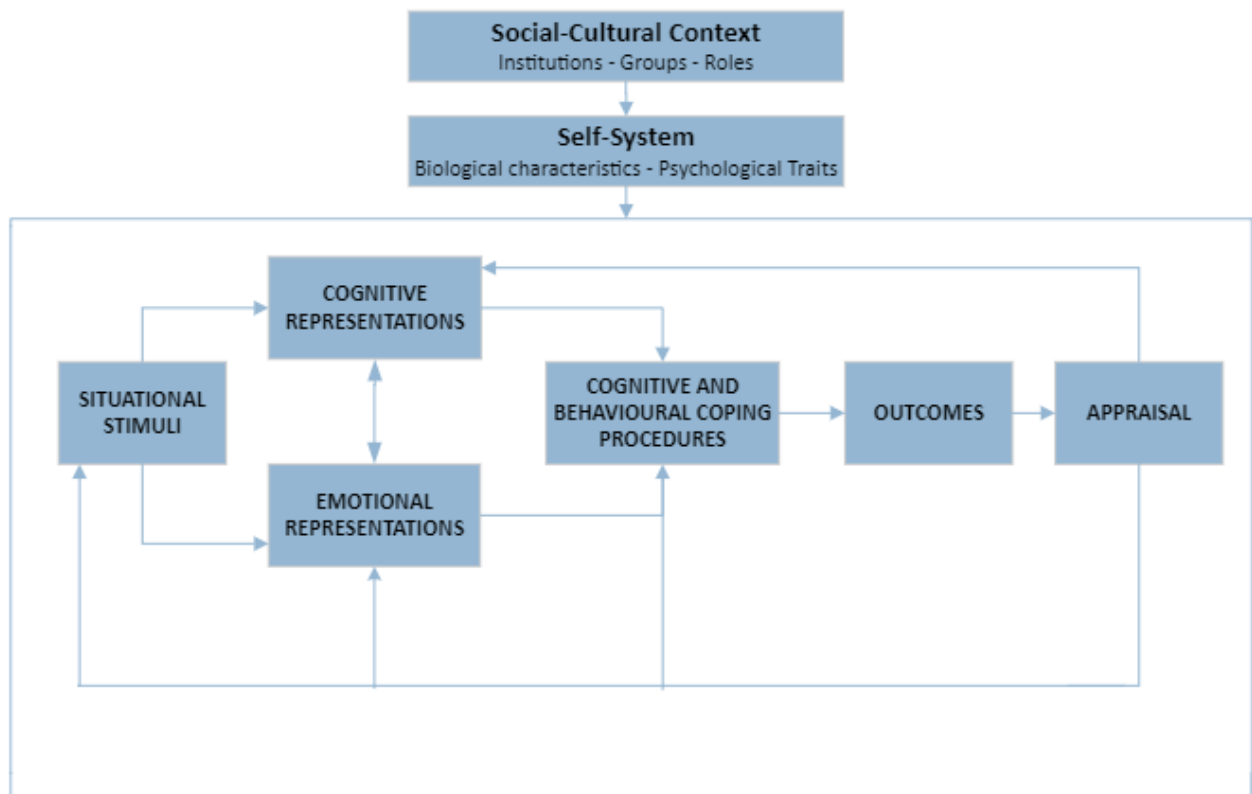 Social-Cultural Context
Institutions - Groups - Roles
Self-System
Biological characteristics - Psychological Traits
COGNITIVE
REPRESENTATIONS
SITUATIONAL
STIMULI
COGNITIVE AND
BEHAVIOURAL COPING
PROCEDURES
OUTCOMES
APPRAISAL
EMOTIONAL
REPRESENTATIONS